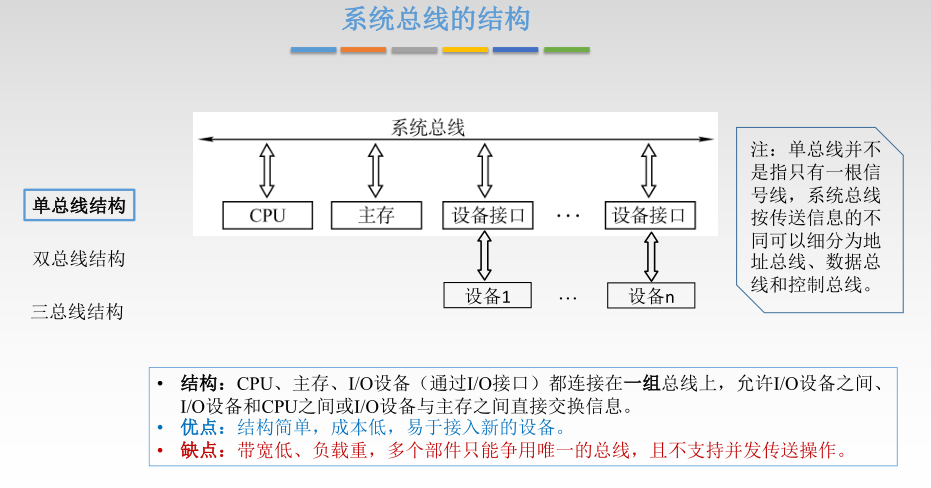 系统总线的结构
系统总线
CPU
主存
设备接口
···
设备接口
设备1
···
设备n
单总线结构
双总线结构
三总线结构
注：单总线并不
是指只有一根信
号线，系统总线
按传送信息的不
同可以细分为地
址总线、数据总
线和控制总线。
• 结构：CPU、主存、I/O设备（通过I/O接口）都连接在一组总线上，允许I/O设备之间、
I/O设备和CPU之间或I/O设备与主存之间直接交换信息。
• 优点：结构简单，成本低，易于接入新的设备。
• 缺点：带宽低、负载重，多个部件只能争用唯一的总线，且不支持并发传送操作。